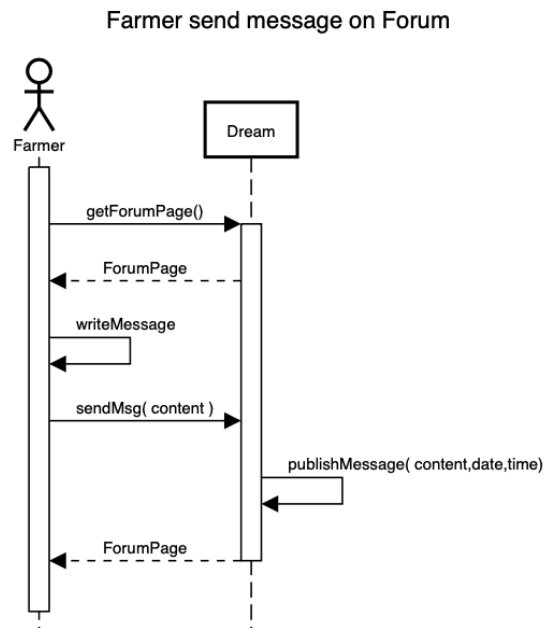 Farmer send message on Forum
Farmer
Dream
getForumPage()
ForumPage
writeMessage
sendMsg( content )
publishMessage( content,date,time)
ForumPage